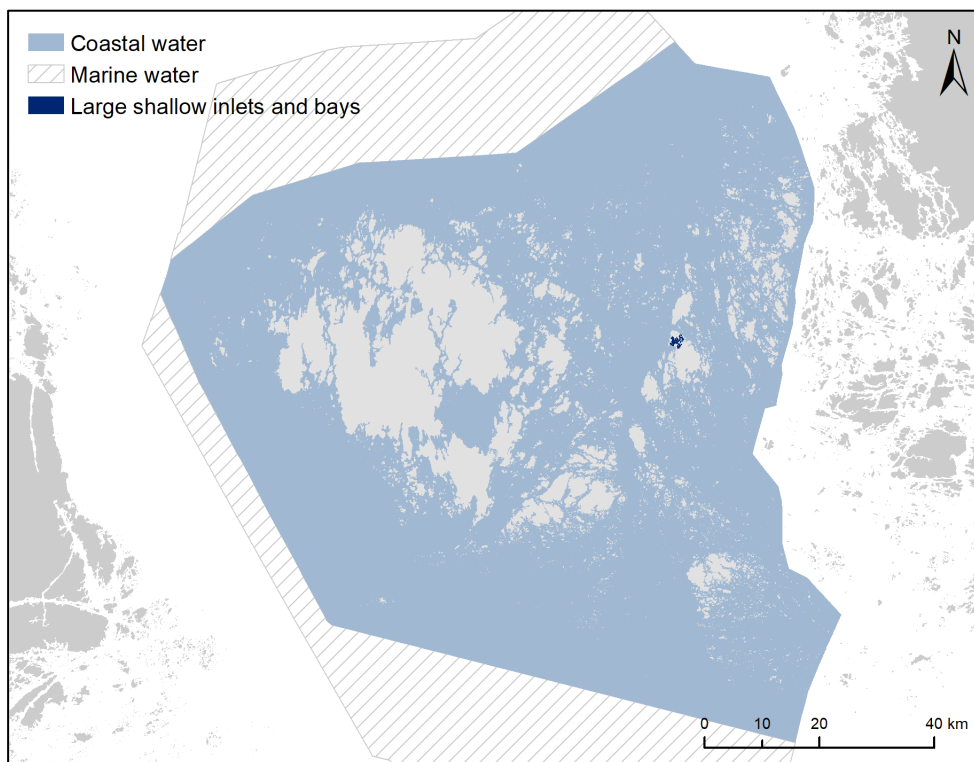 Coastal water
Marine water
Large shallow inlets and bays
N
0 10 20 40 km